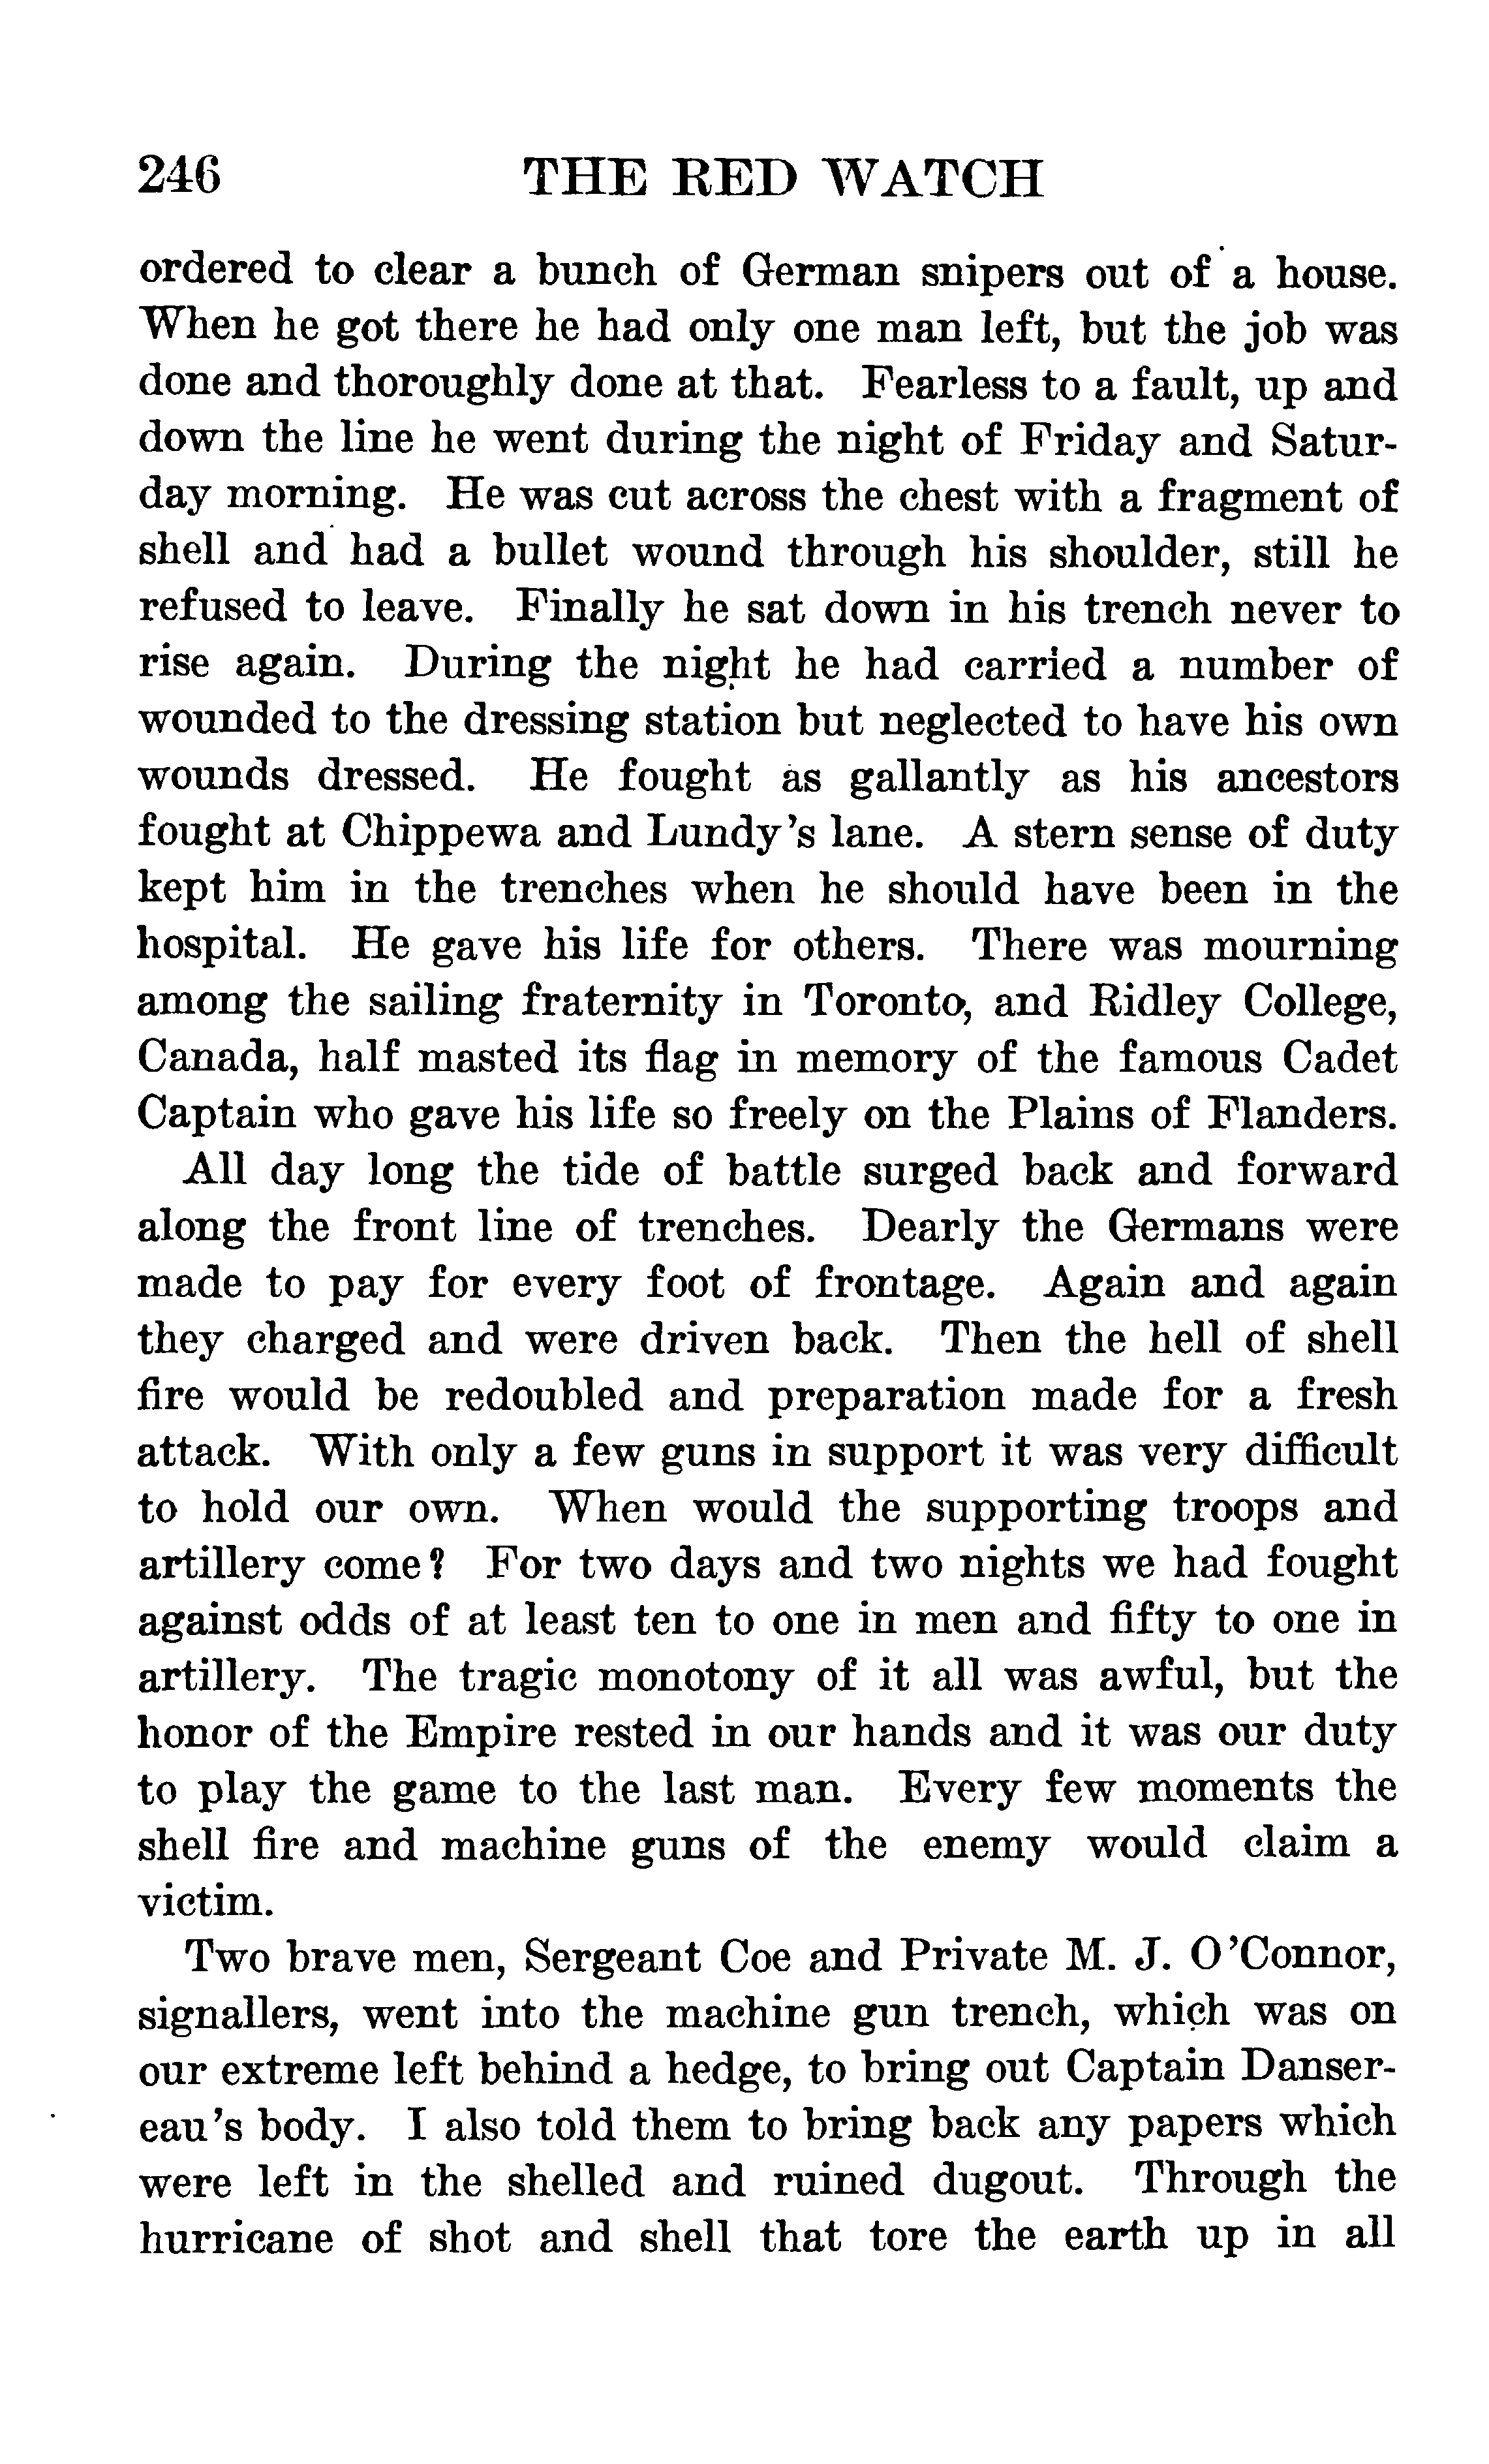 246 THE RED WATCH
ordered to clear a bunch of German snipers out of a house.
When he got there he had only one man left, but the job was
done and thoroughly done at that. Fearless to a fault, up and
down the line he went during the night of Friday and Satur-
day morning. He was cut across the chest with a fragment of
shell and had a bullet wound through his shoulder, still he
refused to leave. Finally he sat down in his trench never to
rise again. During the night he had carried a number of
wounded to the dressing station but neglected to have his own
wounds dressed. He fought as gallantly as his ancestors
fought at Chippewa and Lundy's lane. A stern sense of duty
kept him in the trenches when he should have been in the
hospital. He gave his life for others. There was mourning
among the sailing fraternity in Toronto, and Ridley College,
Canada, half masted its flag in memory of the famous Cadet
Captain who gave his life so freely on the Plains of Flanders.
All day long the tide of battle surged back and forward
along the front line of trenches. Dearly the Germans were
made to pay for every foot of frontage. Again and again
they charged and were driven back. Then the hell of shell
fire would be redoubled and preparation made for a fresh
attack. With only a few guns in support it was very difficult
to hold our own. When would the supporting troops and
artillery come? For two days and two nights we had fought
against odds of at least ten to one in men and fifty to one in
artillery. The tragic monotony of it all was awful, but the
honor of the Empire rested in our hands and it was our duty
to play the game to the last man. Every few moments the
shell fire and machine guns of the enemy would claim a
victim.
Two brave men, Sergeant Coe and Private M. J. O'Connor,
signallers, went into the machine gun trench, which was on
our extreme left behind a hedge, to bring out Captain Danser-
eau's body. I also told them to bring back any papers which
were left in the shelled and ruined dugout. Through the
hurricane of shot and shell that tore the earth up in all